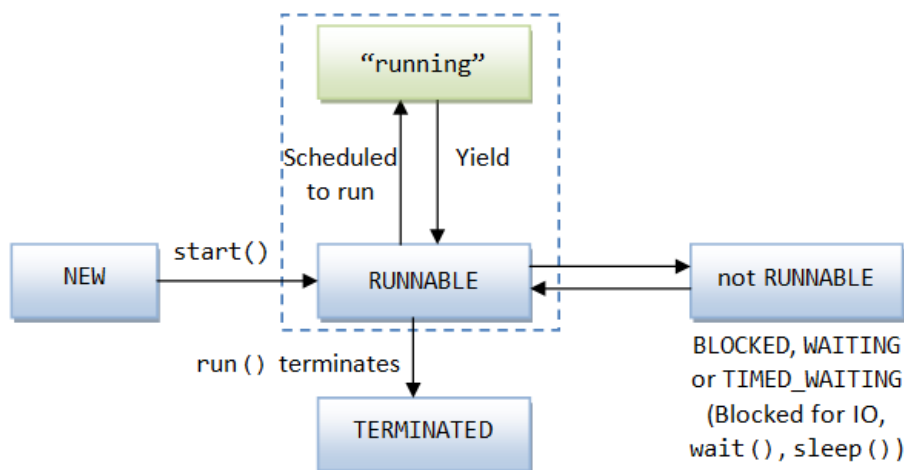 “running”
Scheduled
to run
Yield
start()
NEW
RUNNABLE
not RUNNABLE
run() terminates
BLOCKED, WAITING
or TIMED_WAITING
(Blocked for IO,
wait(), sleep())
TERMINATED